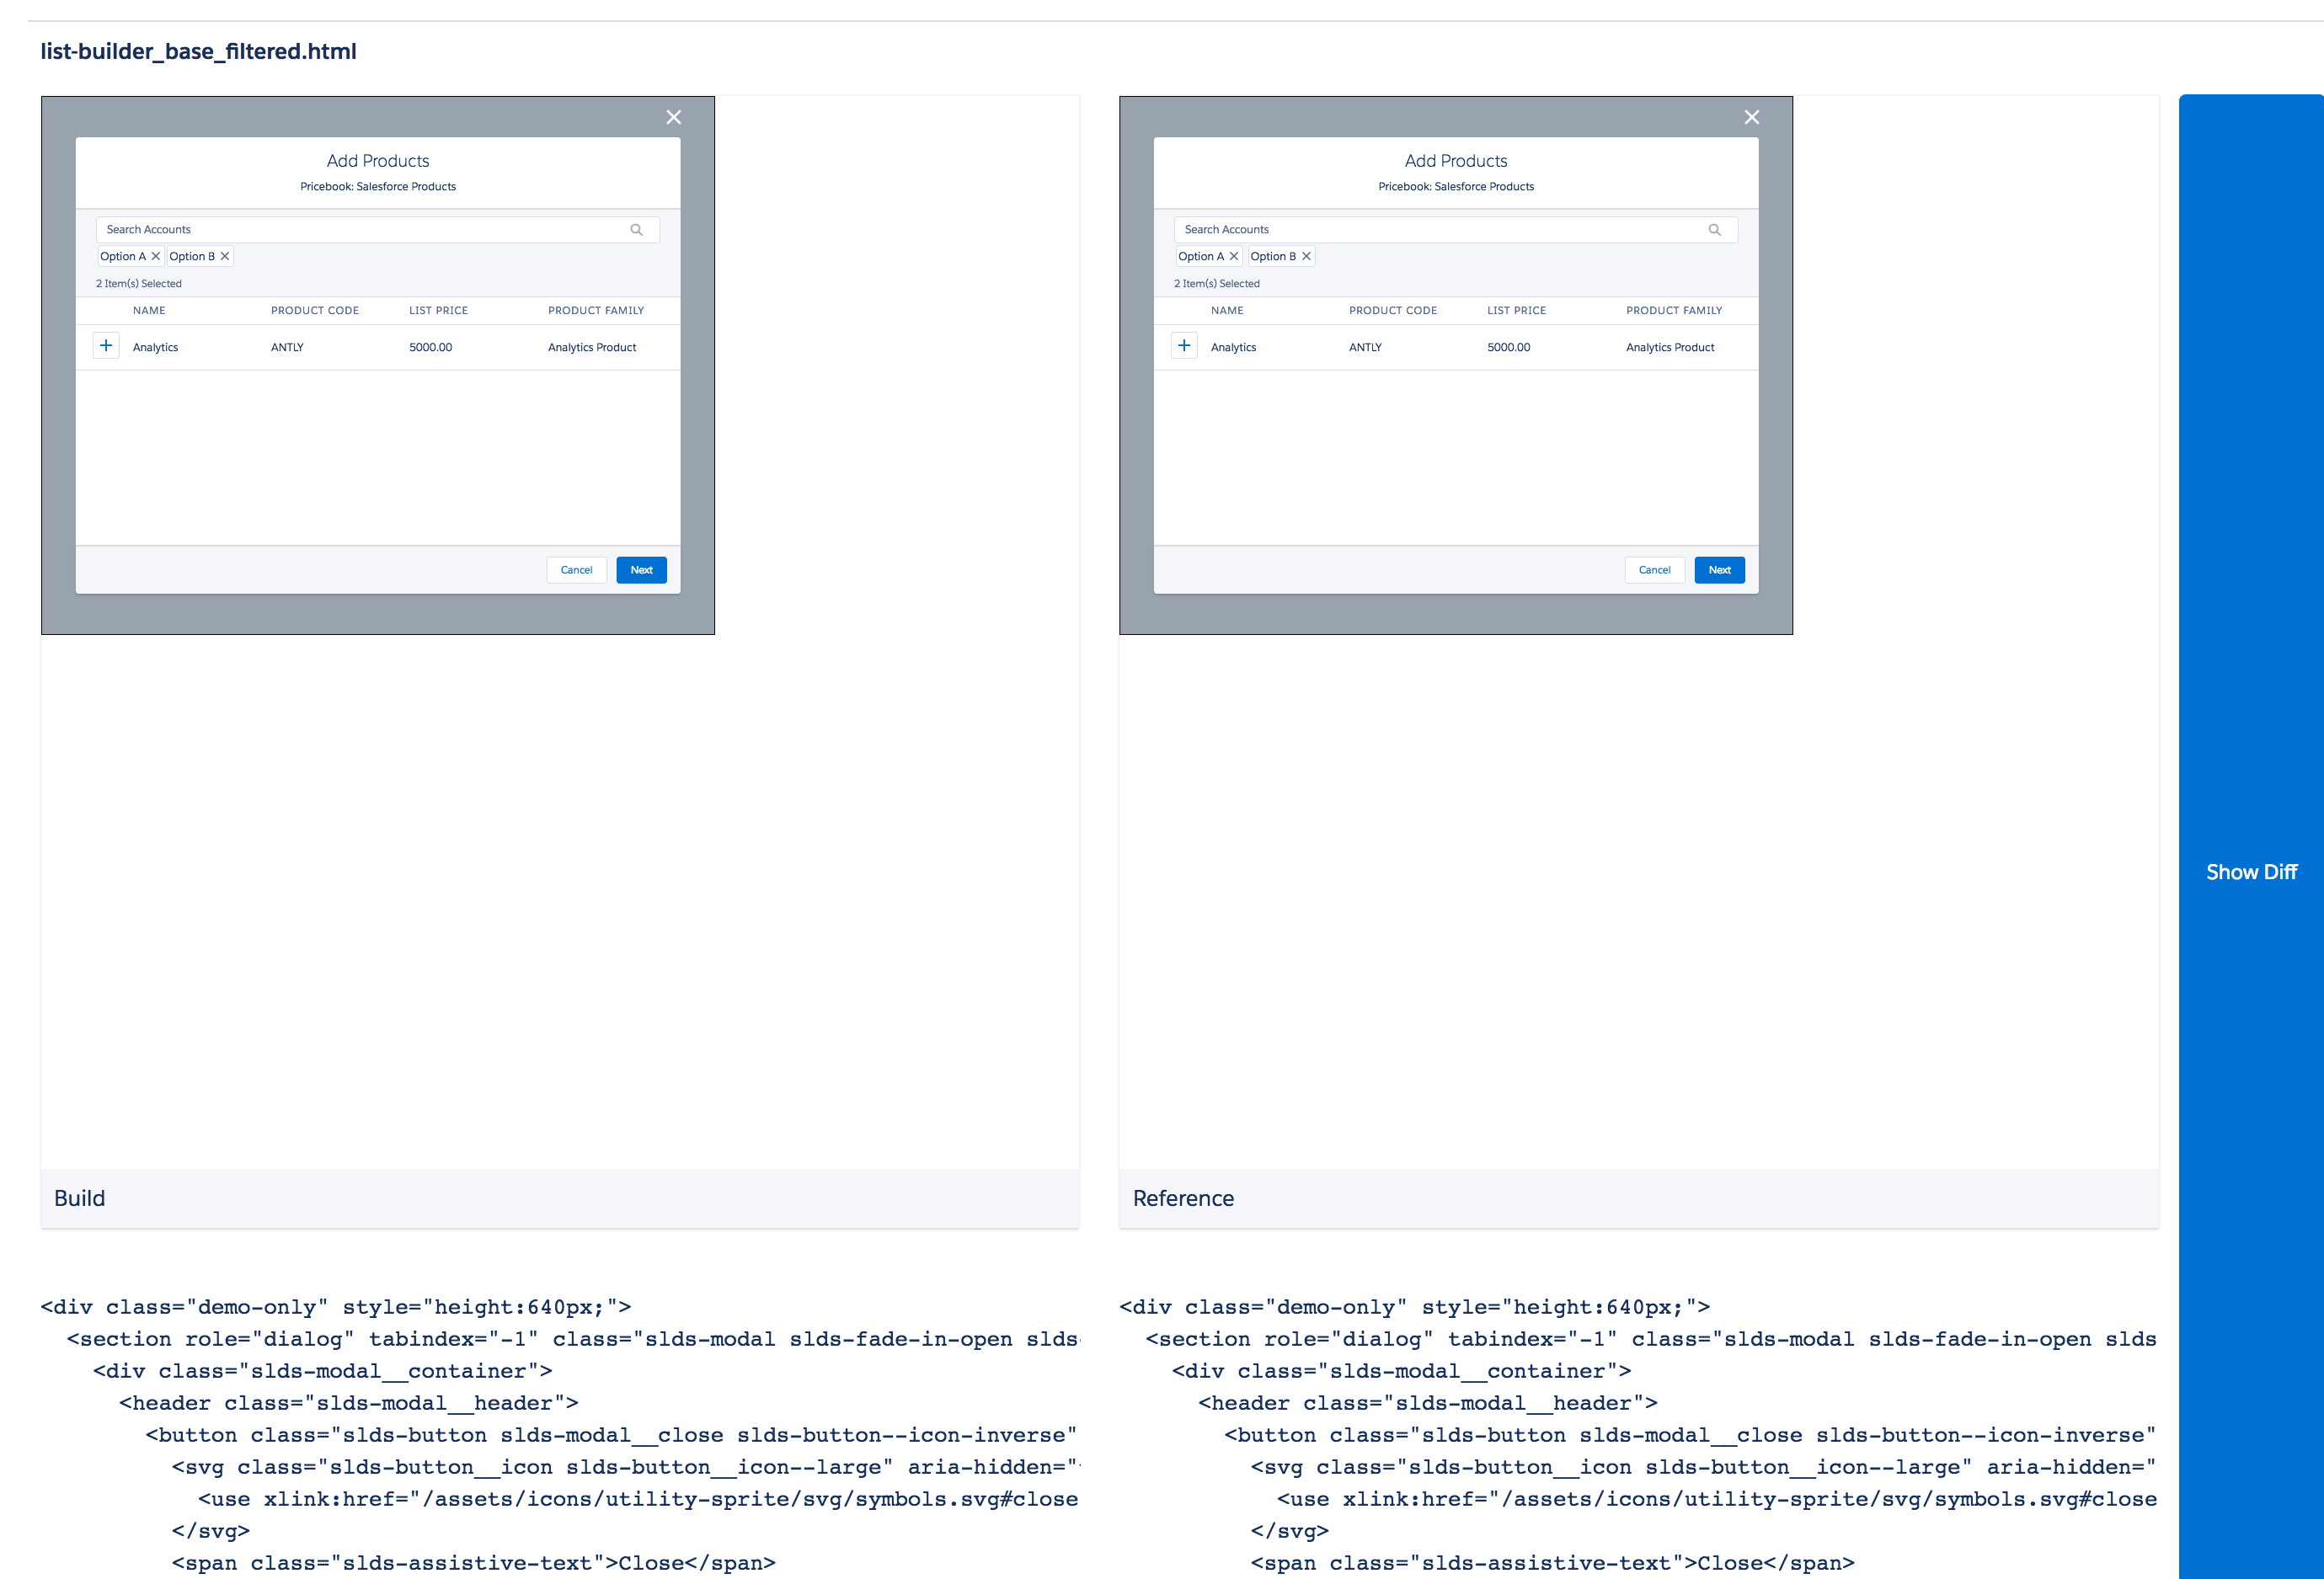 list-builder_base_filtered.html
Add Products
Pricebook: Salesforce Products
Search Accounts
Option A
Option B
2 Item(s) Selected
NAME PRODUCT CODE LIST PRICE PRODUCT FAMILY
Analytics ANTLY 5000.00 Analytics Product
Cancel Next
Build
<div class="demo-only" style="height:640px;">
<section role="dialog" tabindex="-1" class="slds-modal slds-fade-in-open slds-
<div class="slds-modal__container">
<header class="slds-modal__header">
<button class="slds-button slds-modal__close slds-button--icon-inverse"
<svg class="slds-button__icon slds-button__icon--large" aria-hidden="
<use xlink:href="/assets/icons/utility-sprite/svg/symbols.svg#close
</svg>
<span class="slds-assistive-text">Close</span>
Add Products
Pricebook: Salesforce Products
Search Accounts
Option A
Option B
2 Item(s) Selected
NAME PRODUCT CODE LIST PRICE PRODUCT FAMILY
Analytics ANTLY 5000.00 Analytics Product
Cancel Next
Reference
<div class="demo-only" style="height:640px;">
<section role="dialog" tabindex="-1" class="slds-modal slds-fade-in-open slds
<div class="slds-modal__container">
<header class="slds-modal__header">
<button class="slds-button slds-modal__close slds-button--icon-inverse"
<svg class="slds-button__icon slds-button__icon--large" aria-hidden="
<use xlink:href="/assets/icons/utility-sprite/svg/symbols.svg#close
</svg>
<span class="slds-assistive-text">Close</span>
Show Diff